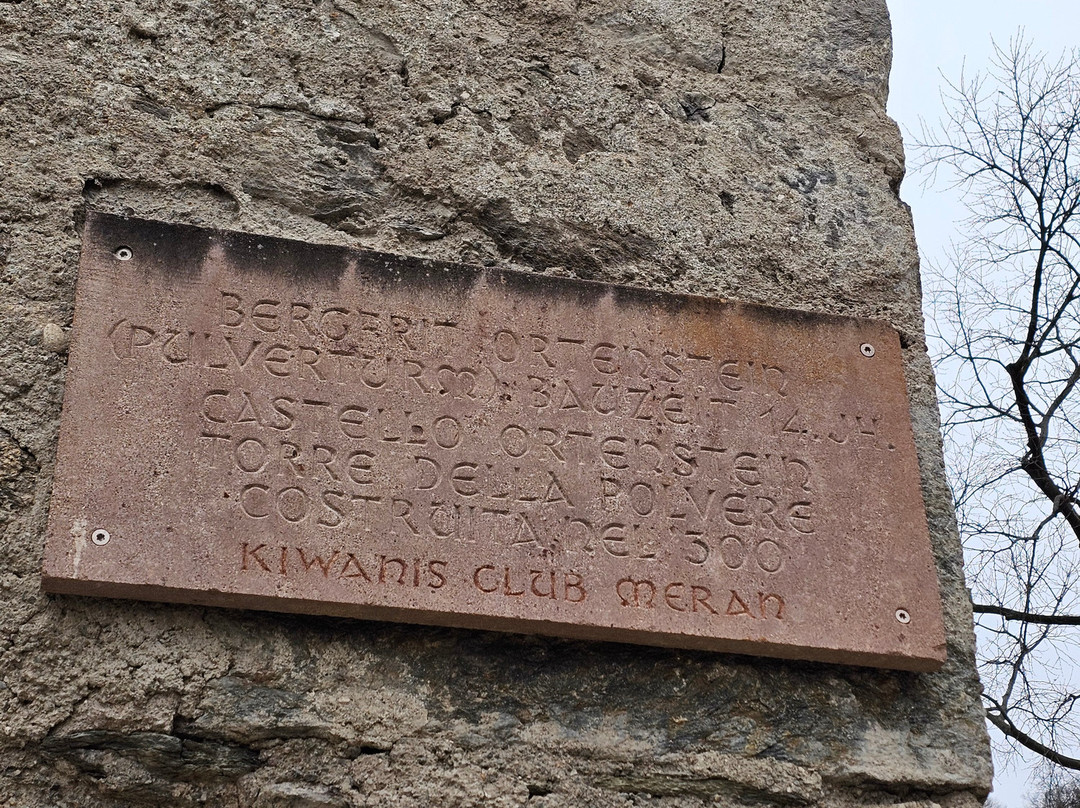 BERGFRIT ORTENSTEIN
(PULVERTURM) BAUZEIT 14. JH.
CASTELLO ORTENSTEIN
TORRE DELLA POLVERE
COSTRUITA NEL '300
KIWANIS CLUB MERAN